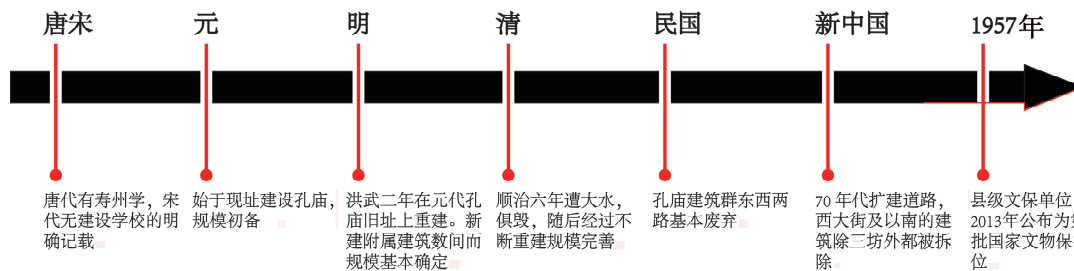 唐宋
元
明
清
民国
新中国
1957年
唐代有寿州学，宋
代无建设学校的明
确记载
始于现址建设孔庙，
规模初备
洪武二年在元代孔
庙旧址上重建。新
建附属建筑数间而
规模基本确定
顺治六年遭大水，
俱毁，随后经过不
断重建规模完善
孔庙建筑群东西两
路基本废弃
70 年代扩建道路，
西大街及以南的建
筑除三坊外都被拆
除
县级文保单位
2013年公布为
批国家文物保
位